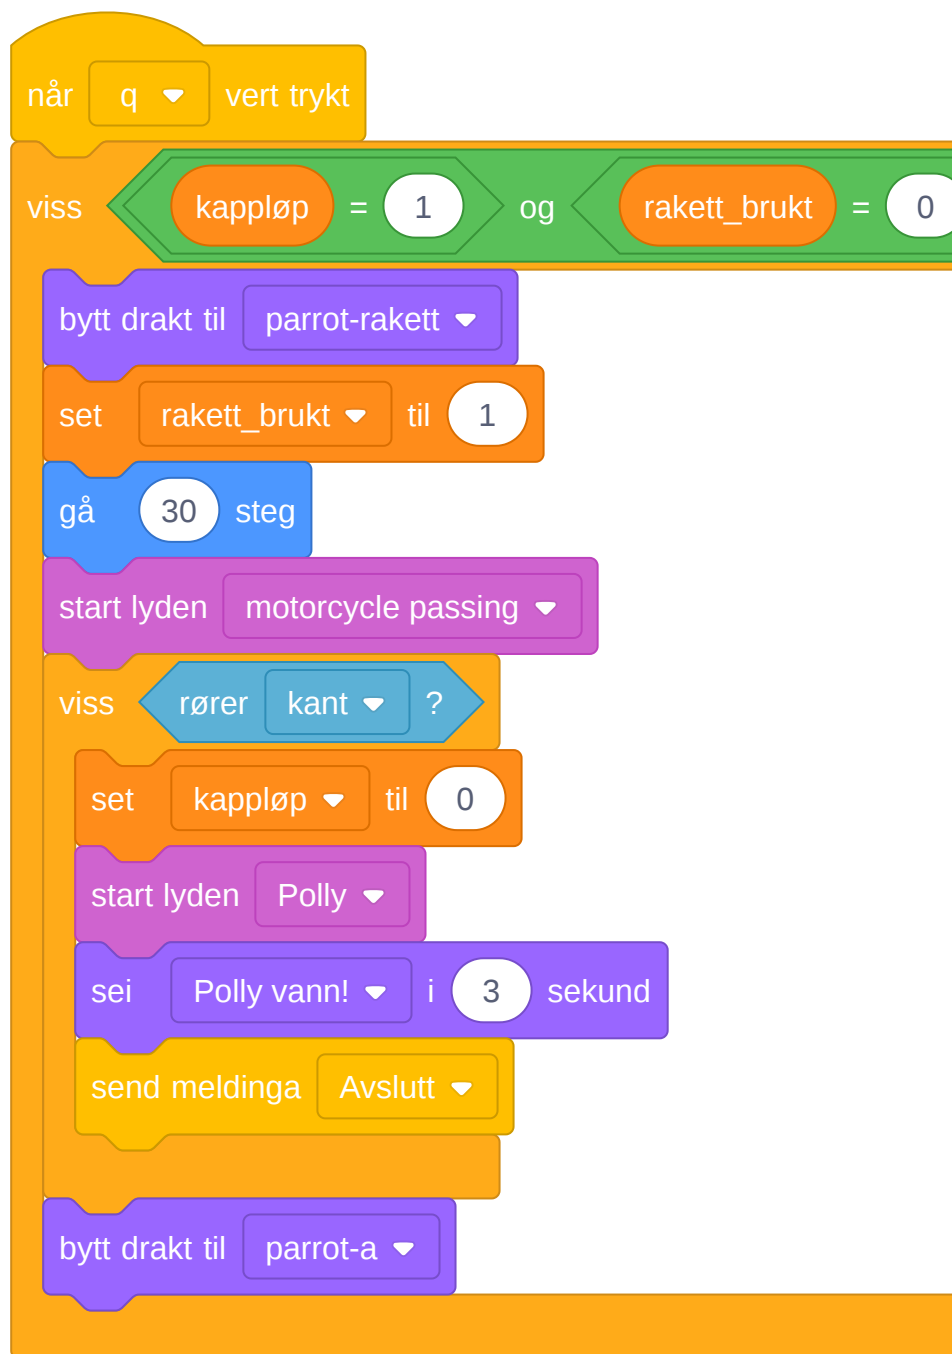 når q vert trykt
viss kappløp = 1 og rakett_brukt = 0
bytt drakt til parrot-rakett
set rakett_brukt til 1
gå 30 steg
start lyden motorcycle passing
viss rører kant ?
set kappløp til 0
start lyden Polly
sei Polly vann! i 3 sekund
send meldinga Avslutt
bytt drakt til parrot-a